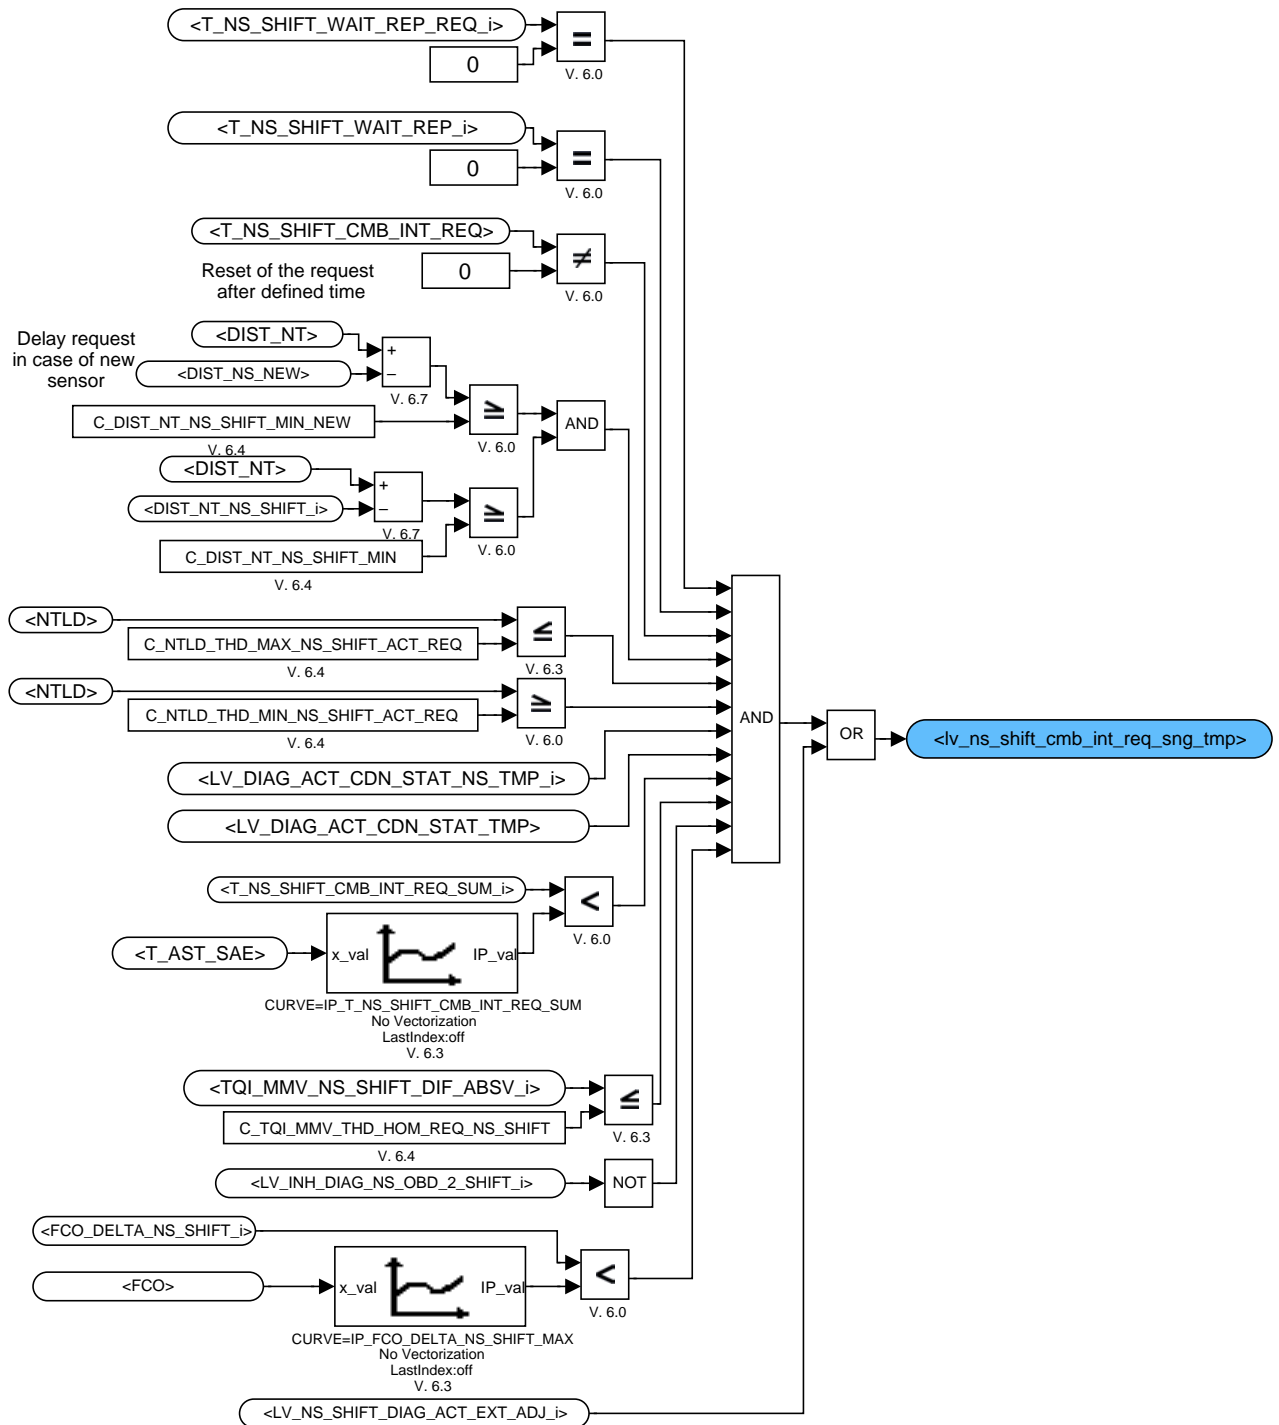 <T_NS_SHIFT_WAIT_REP_REQ_i>
=
0
V. 6.0
<T_NS_SHIFT_WAIT_REP_i>
=
0
V. 6.0
<T_NS_SHIFT_CMB_INT_REQ>
≠
0
V. 6.0
Reset of the request
after defined time
Delay request
in case of new
sensor
<DIST_NT>
+
<DIST_NS_NEW>
−
V. 6.7
C_DIST_NT_NS_SHIFT_MIN_NEW
V. 6.4
≥
V. 6.0
AND
<DIST_NT>
+
<DIST_NT_NS_SHIFT_i>
−
V. 6.7
≥
V. 6.0
C_DIST_NT_NS_SHIFT_MIN
V. 6.4
<NTLD>
≤
C_NTLD_THD_MAX_NS_SHIFT_ACT_REQ
V. 6.4
V. 6.3
<NTLD>
≥
C_NTLD_THD_MIN_NS_SHIFT_ACT_REQ
V. 6.4
V. 6.0
AND
OR
<lv_ns_shift_cmb_int_req_sng_tmp>
<LV_DIAG_ACT_CDN_STAT_NS_TMP_i>
<LV_DIAG_ACT_CDN_STAT_TMP>
<T_NS_SHIFT_CMB_INT_REQ_SUM_i>
<
V. 6.0
<T_AST_SAE>
x_val
IP_val
CURVE=IP_T_NS_SHIFT_CMB_INT_REQ_SUM
No Vectorization
LastIndex:off
V. 6.3
<TQI_MMV_NS_SHIFT_DIF_ABSV_i>
≤
C_TQI_MMV_THD_HOM_REQ_NS_SHIFT
V. 6.3
V. 6.4
<LV_INH_DIAG_NS_OBD_2_SHIFT_i>
NOT
<FCO_DELTA_NS_SHIFT_i>
<
V. 6.0
<FCO>
x_val
IP_val
CURVE=IP_FCO_DELTA_NS_SHIFT_MAX
No Vectorization
LastIndex:off
V. 6.3
<LV_NS_SHIFT_DIAG_ACT_EXT_ADJ_i>